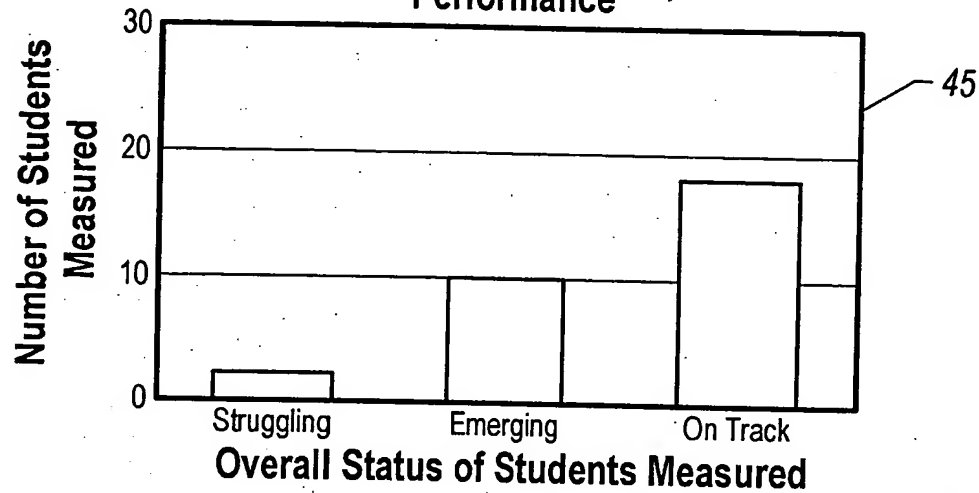 Performance
30
20
10
0
Number of Students
Measured
45
Struggling
Emerging
On Track
Overall Status of Students Measured